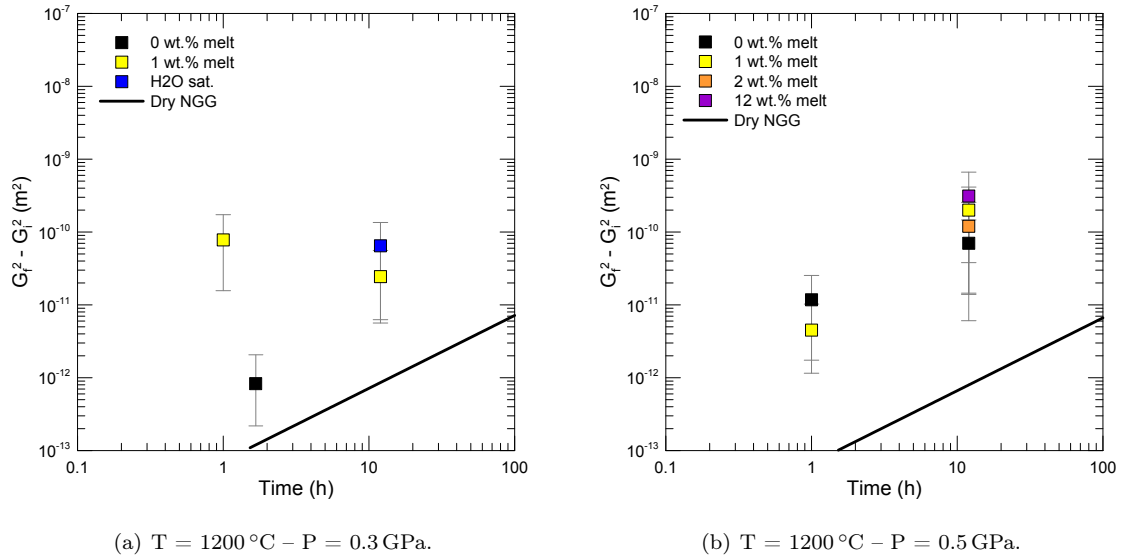 10⁻⁷
10⁻⁸
10⁻⁹
10⁻¹⁰
10⁻¹¹
10⁻¹²
10⁻¹³
G_f² - G_i² (m²)
0 wt.% melt
1 wt.% melt
H2O sat.
Dry NGG
0.1
1
10
100
Time (h)
(a) T = 1200 °C – P = 0.3 GPa.
10⁻⁷
10⁻⁸
10⁻⁹
10⁻¹⁰
10⁻¹¹
10⁻¹²
10⁻¹³
G_f² - G_i² (m²)
0 wt.% melt
1 wt.% melt
2 wt.% melt
12 wt.% melt
Dry NGG
0.1
1
10
100
Time (h)
(b) T = 1200 °C – P = 0.5 GPa.